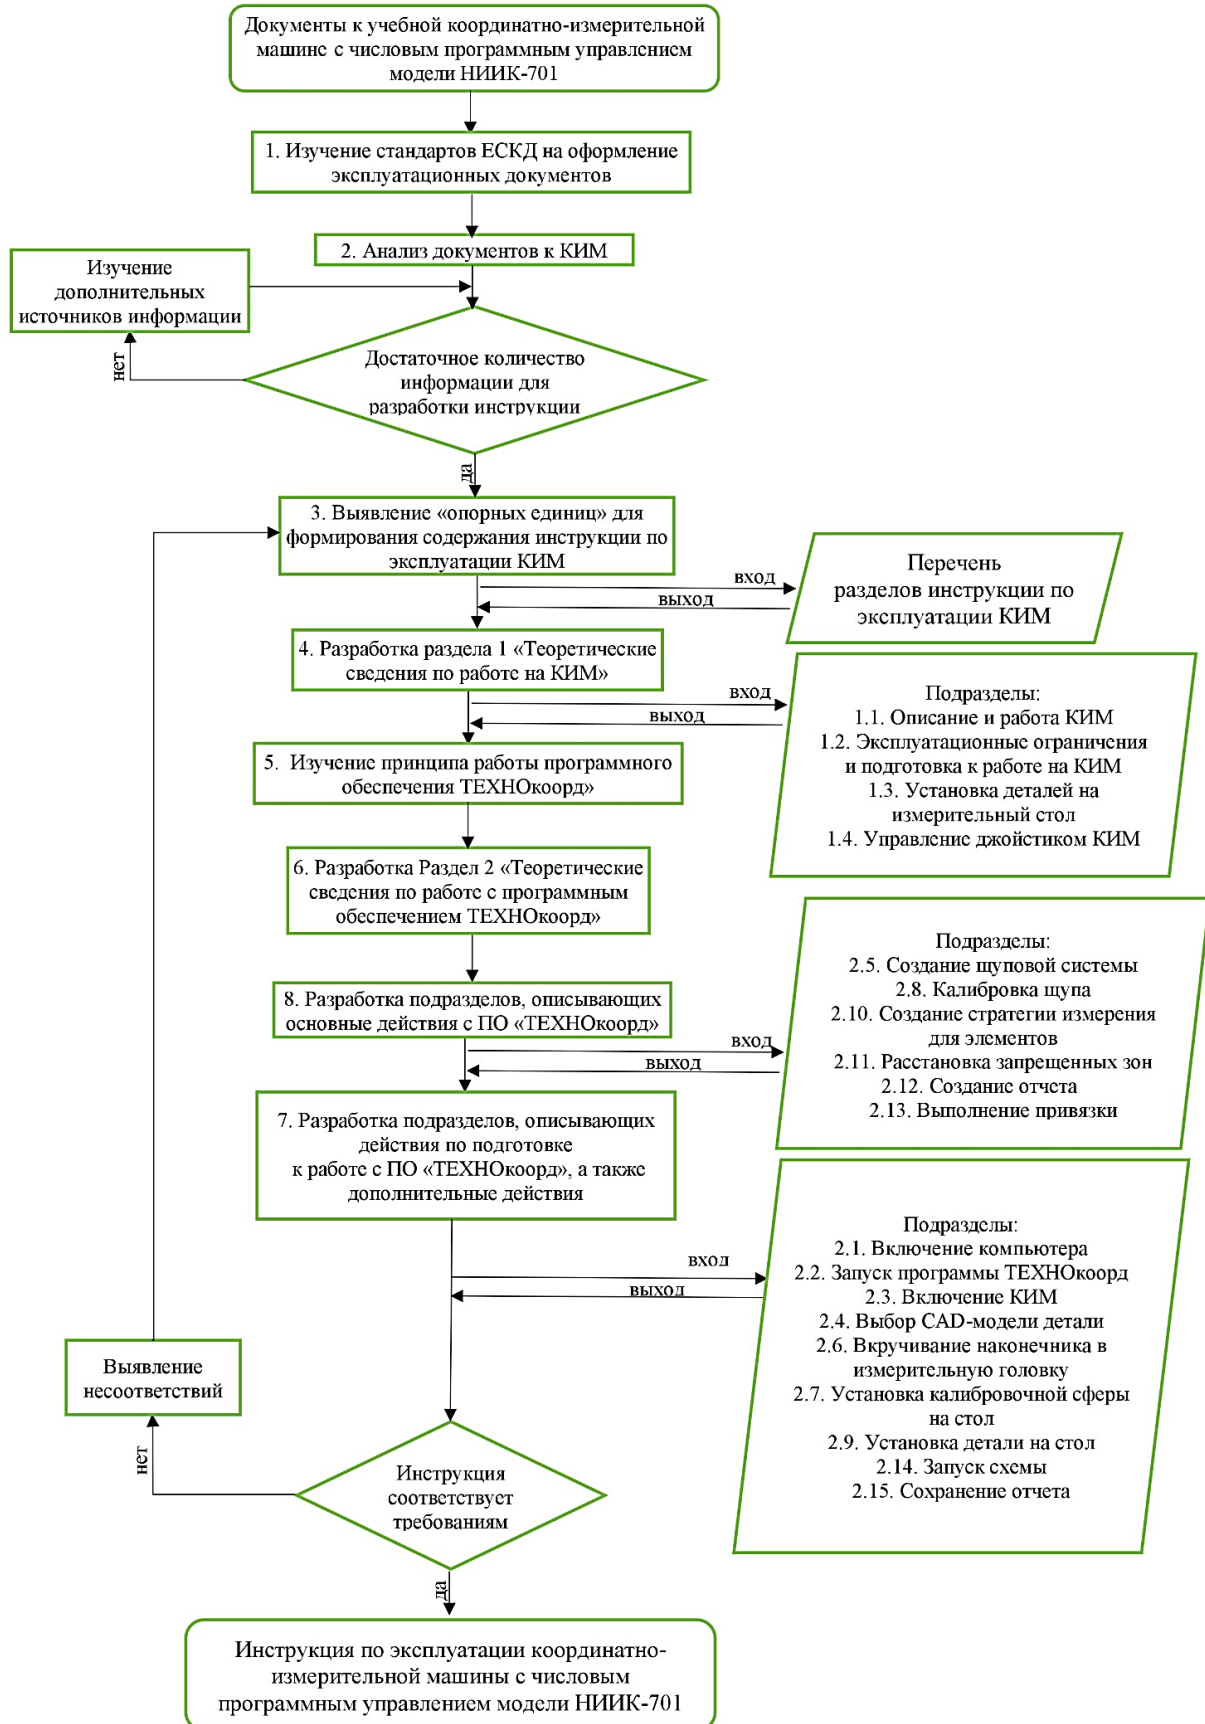 Документы к учебной координатно-измерительной
машине с числовым программным управлением
модели НИИК-701
1. Изучение стандартов ЕСКД на оформление
эксплуатационных документов
2. Анализ документов к КИМ
Изучение
дополнительных
источников информации
нет
Достаточное количество
информации для
разработки инструкции
да
3. Выявление «опорных единиц» для
формирования содержания инструкции по
эксплуатации КИМ
вход
выход
Перечень
разделов инструкции по
эксплуатации КИМ
4. Разработка раздела 1 «Теоретические
сведения по работе на КИМ»
вход
выход
Подразделы:
1.1. Описание и работа КИМ
1.2. Эксплуатационные ограничения
и подготовка к работе на КИМ
1.3. Установка деталей на
измерительный стол
1.4. Управление джойстиком КИМ
5. Изучение принципа работы программного
обеспечения ТЕХНОкоорд»
6. Разработка Раздел 2 «Теоретические
сведения по работе с программным
обеспечением ТЕХНОкоорд»
8. Разработка подразделов, описывающих
основные действия с ПО «ТЕХНОкоорд»
вход
выход
Подразделы:
2.5. Создание щуповой системы
2.8. Калибровка щупа
2.10. Создание стратегии измерения
для элементов
2.11. Расстановка запрещенных зон
2.12. Создание отчета
2.13. Выполнение привязки
7. Разработка подразделов, описывающих
действия по подготовке
к работе с ПО «ТЕХНОкоорд», а также
дополнительные действия
вход
выход
Подразделы:
2.1. Включение компьютера
2.2. Запуск программы ТЕХНОкоорд
2.3. Включение КИМ
2.4. Выбор CAD-модели детали
2.6. Вкручивание наконечника в
измерительную головку
2.7. Установка калибровочной сферы
на стол
2.9. Установка детали на стол
2.14. Запуск схемы
2.15. Сохранение отчета
Выявление
несоответствий
нет
Инструкция
соответствует
требованиям
да
Инструкция по эксплуатации координатно-
измерительной машины с числовым
программным управлением модели НИИК-701